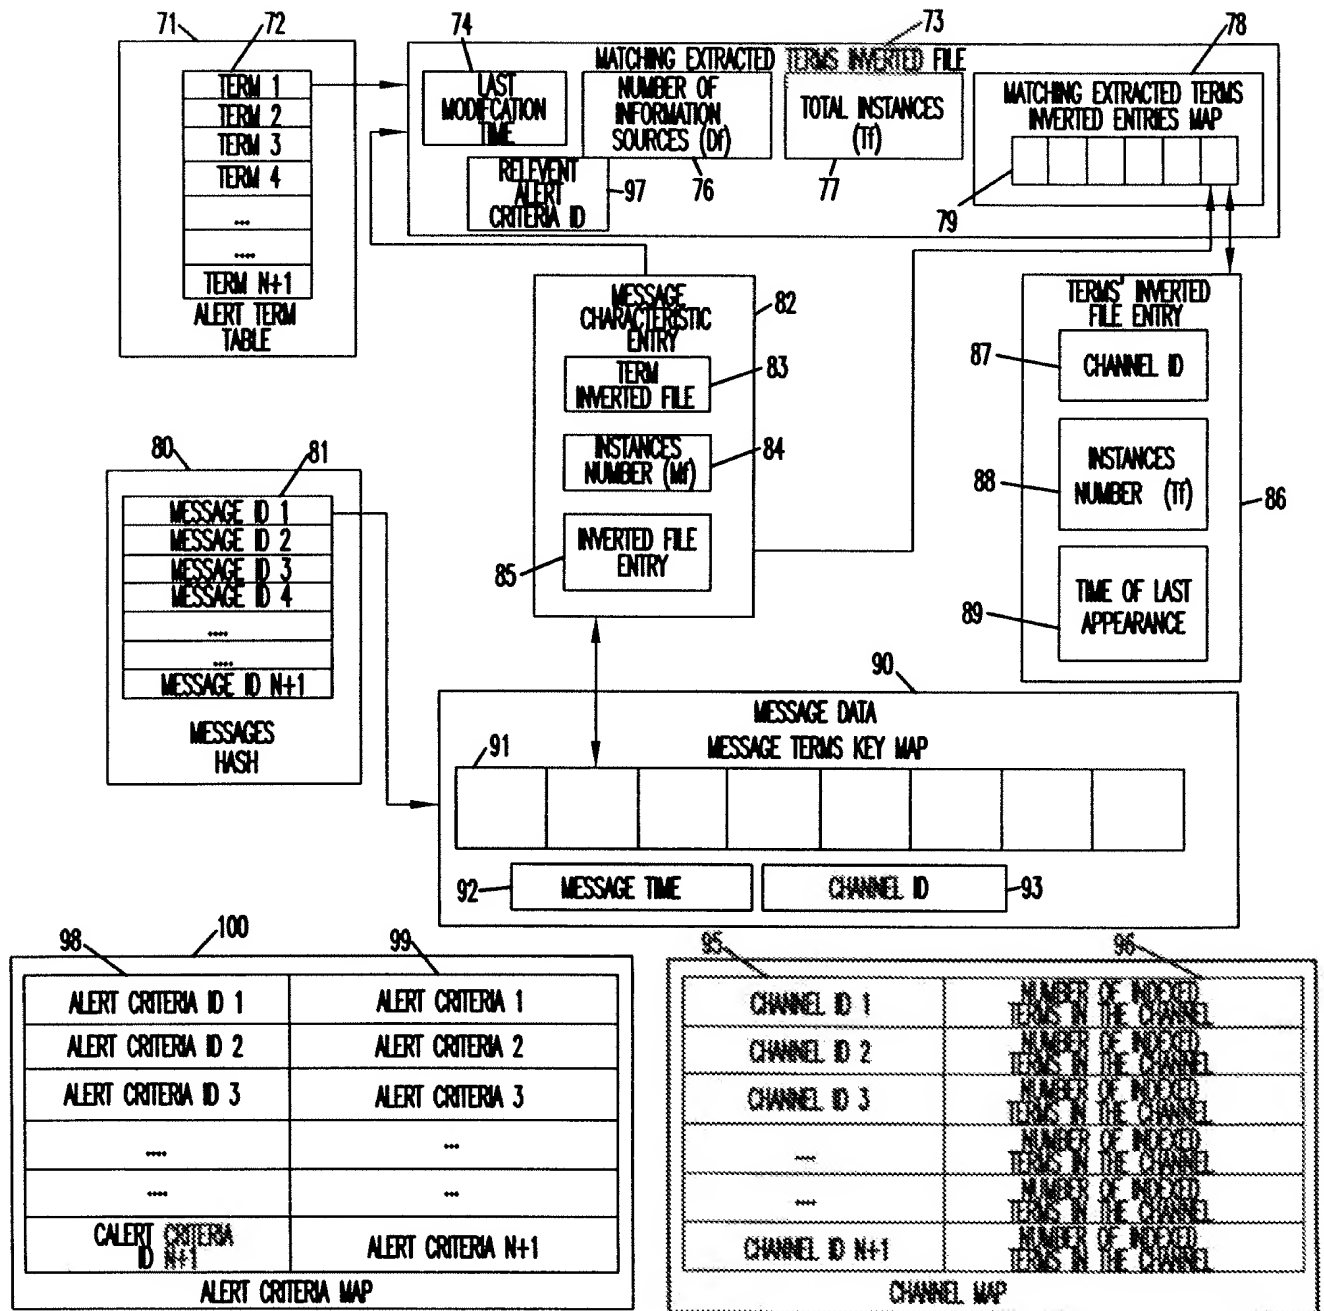 71
72
TERM 1
TERM 2
TERM 3
TERM 4
...
....
TERM N+1
ALERT TERM
TABLE
73
MATCHING EXTRACTED TERMS INVERTED FILE
74
LAST
MODIFECATION
TIME
NUMBER OF
INFORMATION
SOURCES (Df)
76
TOTAL INSTANCES (Tf)
77
RELEVENT
ALERT
CRITERIA ID
97
78
MATCHING EXTRACTED TERMS
INVERTED ENTRIES MAP
79
MESSAGE
CHARACTERISTIC
ENTRY
82
TERM
INVERTED FILE
83
INSTANCES
NUMBER (Mf)
84
INVERTED FILE
ENTRY
85
TERMS' INVERTED
FILE ENTRY
87
CHANNEL ID
INSTANCES
NUMBER (Tf)
88
86
TIME OF LAST
APPEARANCE
89
80
81
MESSAGE ID 1
MESSAGE ID 2
MESSAGE ID 3
MESSAGE ID 4
....
....
MESSAGE ID N+1
MESSAGES
HASH
90
MESSAGE DATA
MESSAGE TERMS KEY MAP
91
92
MESSAGE TIME
CHANNEL ID
93
100
98
99
ALERT CRITERIA ID 1
ALERT CRITERIA 1
ALERT CRITERIA ID 2
ALERT CRITERIA 2
ALERT CRITERIA ID 3
ALERT CRITERIA 3
....
...
....
...
CALERT CRITERIA
ID N+1
ALERT CRITERIA N+1
ALERT CRITERIA MAP
95
96
CHANNEL ID 1
NUMBER OF INDEXED
TERMS IN THE CHANNEL
CHANNEL ID 2
NUMBER OF INDEXED
TERMS IN THE CHANNEL
CHANNEL ID 3
NUMBER OF INDEXED
TERMS IN THE CHANNEL
....
NUMBER OF INDEXED
TERMS IN THE CHANNEL
....
NUMBER OF INDEXED
TERMS IN THE CHANNEL
CHANNEL ID N+1
NUMBER OF INDEXED
TERMS IN THE CHANNEL
CHANNEL MAP